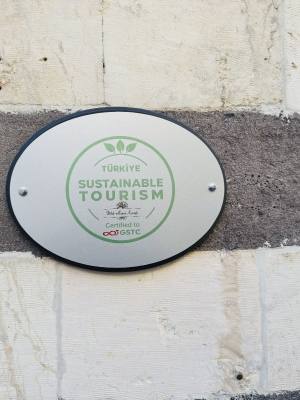 TÜRKİYE
SUSTAINABLE
TOURISM
Certified to
GSTC